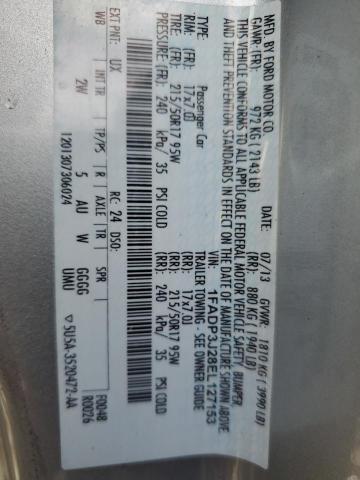 MFD BY FORD MOTOR CO.
DATE: 07/13 GVWR: 1810 KG (3990 LB)
GAWR: (FR): 972 KG (2143 LB) (RR): 880 KG (1940 LB)
THIS VEHICLE CONFORMS TO ALL APPLICABLE FEDERAL MOTOR VEHICLE SAFETY, BUMPER
AND THEFT PREVENTION STANDARDS IN EFFECT ON THE DATE OF MANUFACTURE SHOWN ABOVE.
VIN: 1FADP3J28EL127153
TYPE: Passenger Car TRAILER TOWING - SEE OWNER GUIDE
RIM: (FR): 17x7.0J (RR): 17x7.0J
TIRE: (FR): 215/50R17 95W (RR): 215/50R17 95W
PRESSURE: (FR): 240 kPa/ 35 PSI COLD (RR): 240 kPa/ 35 PSI COLD
EXT PNT: UX RC: 24 DSO: F0048
WB INT TR TP/PS R AXLE TR SPR R0026
2W 5 AU W GGGG UMU
1201307306024 5U5A-3520472-AA